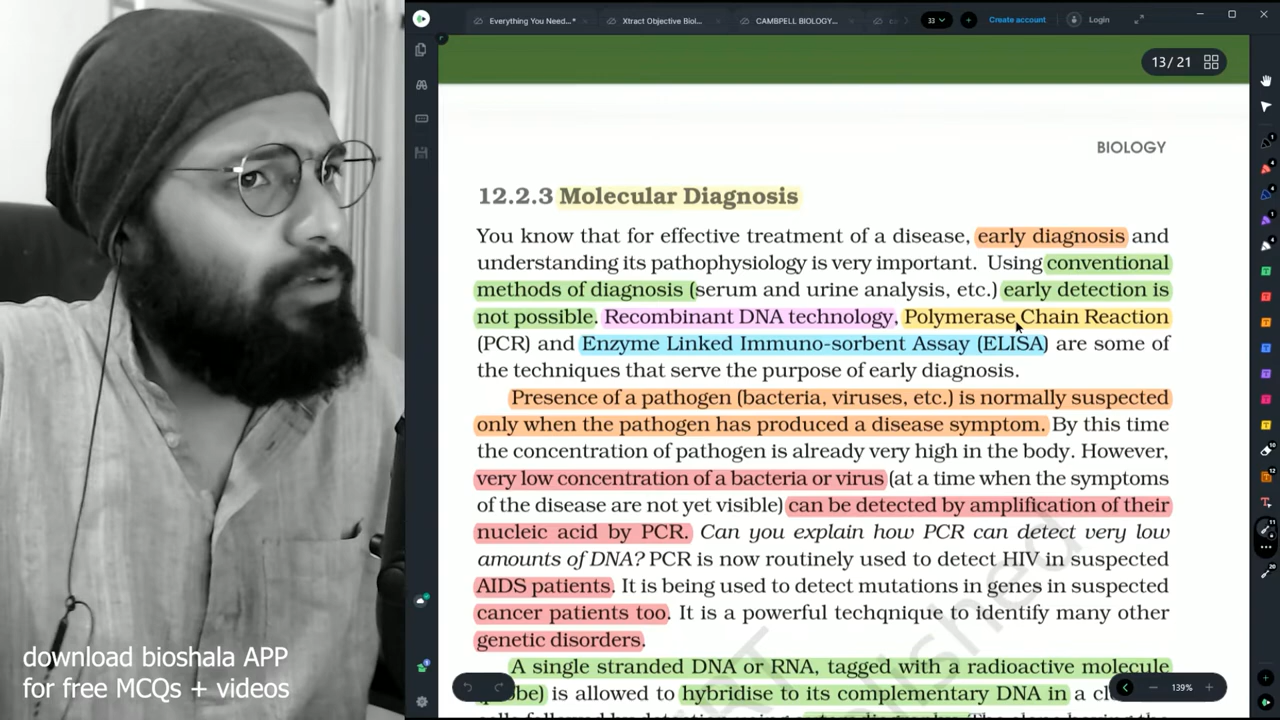 Everything You Need...*
Xtract Objective Biol...
CAMPBELL BIOLOGY...
33
Create account
Login
13/ 21
BIOLOGY
12.2.3 Molecular Diagnosis
You know that for effective treatment of a disease, early diagnosis and
understanding its pathophysiology is very important. Using conventional
methods of diagnosis (serum and urine analysis, etc.) early detection is
not possible. Recombinant DNA technology, Polymerase Chain Reaction
(PCR) and Enzyme Linked Immuno-sorbent Assay (ELISA) are some of
the techniques that serve the purpose of early diagnosis.
Presence of a pathogen (bacteria, viruses, etc.) is normally suspected
only when the pathogen has produced a disease symptom. By this time
the concentration of pathogen is already very high in the body. However,
very low concentration of a bacteria or virus (at a time when the symptoms
of the disease are not yet visible) can be detected by amplification of their
nucleic acid by PCR. Can you explain how PCR can detect very low
amounts of DNA? PCR is now routinely used to detect HIV in suspected
AIDS patients. It is being used to detect mutations in genes in suspected
cancer patients too. It is a powerful techqnique to identify many other
genetic disorders.
A single stranded DNA or RNA, tagged with a radioactive molecule
be) is allowed to hybridise to its complementary DNA in a cl
139%
download bioshala APP
for free MCQs + videos